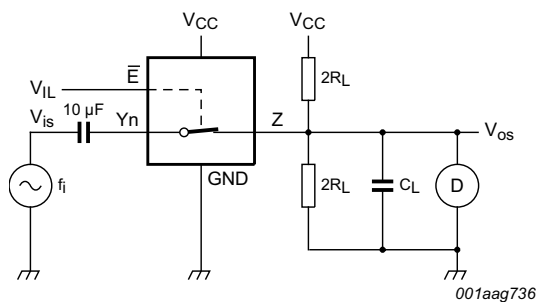 VCC
VCC
E̅
2RL
VIL
10 µF
Vis
Yn
Z
Vos
fi
GND
2RL
CL
D
001aag736